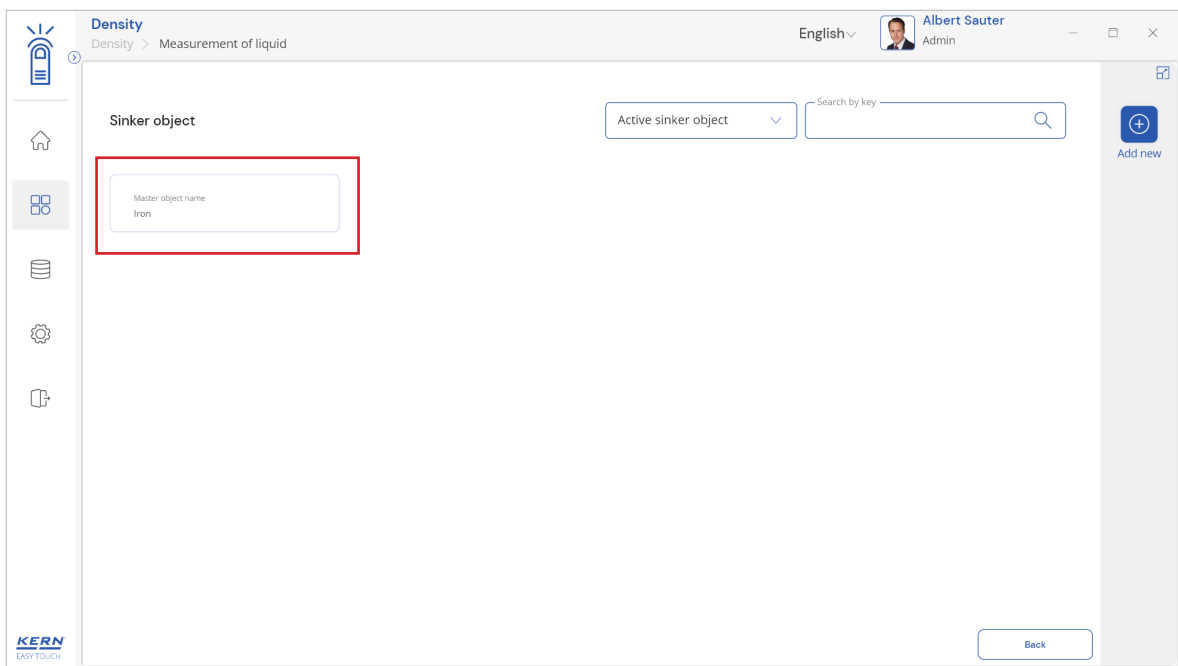 Density
Density > Measurement of liquid
English
Albert Sauter
Admin
Sinker object
Active sinker object
Search by key
Add new
Master object name
Iron
Back
KERN
EASY TOUCH